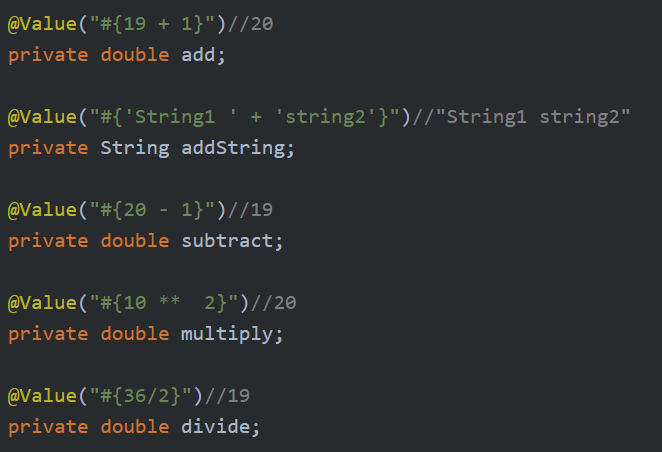 @Value("#{19 + 1}")//20
private double add;
@Value("#{'String1 ' + 'string2'}")//"String1 string2"
private String addString;
@Value("#{20 - 1}")//19
private double subtract;
@Value("#{10 **  2}")//20
private double multiply;
@Value("#{36/2}")//19
private double divide;